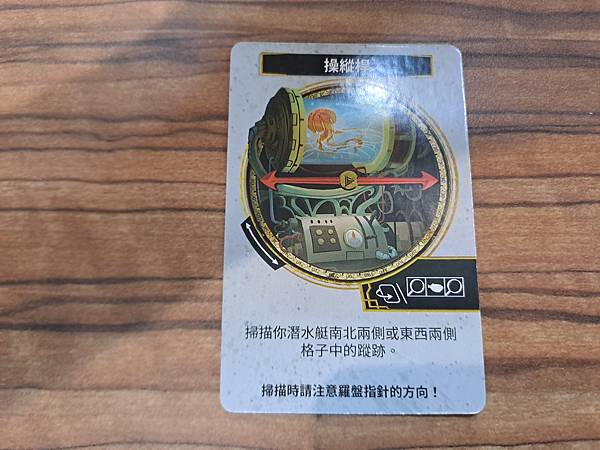 操縱桿
掃描你潛水艇南北兩側或東西兩側
格子中的蹤跡。
掃描時請注意羅盤指針的方向！